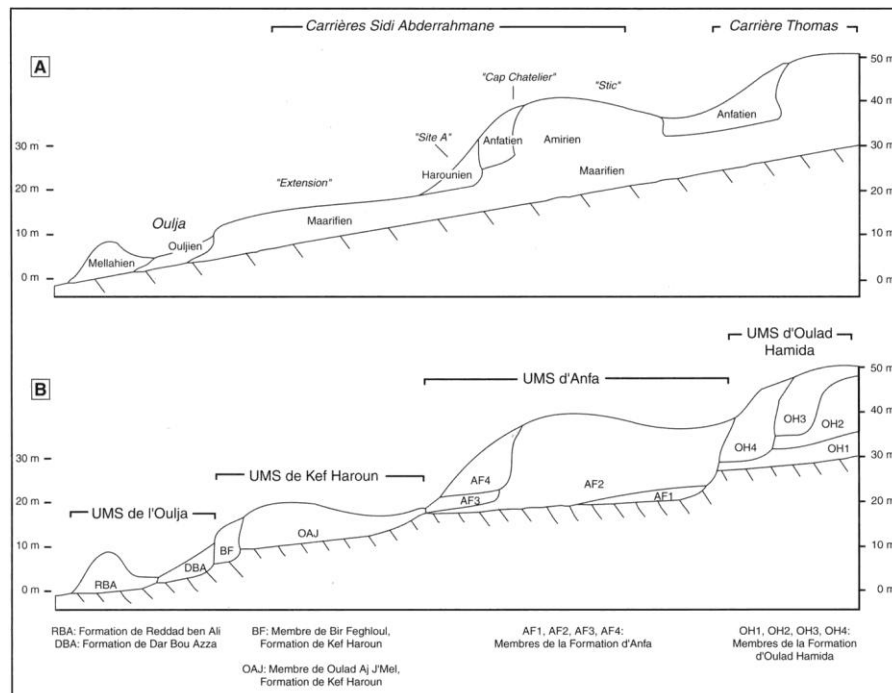 Carrières Sidi Abderrahmane
Carrière Thomas
A
50 m
"Cap Chatelier"
"Stic"
40 m
"Site A"
Anfatien
30 m
Anfatien
Amirien
30 m
Harounien
"Extension"
Maarifien
20 m
20 m
Oulja
Maarifien
10 m
Ouljien
10 m
Mellahien
0 m
0 m
UMS d'Oulad
Hamida
B
UMS d'Anfa
50 m
40 m
OH3
OH2
OH4
OH1
30 m
30 m
UMS de Kef Haroun
AF4
AF2
20 m
AF3
AF1
20 m
UMS de l'Oulja
OAJ
BF
10 m
10 m
DBA
RBA
0 m
0 m
RBA: Formation de Reddad ben Ali
DBA: Formation de Dar Bou Azza
BF: Membre de Bir Feghloul,
Formation de Kef Haroun
OAJ: Membre de Oulad Aj J'Mel,
Formation de Kef Haroun
AF1, AF2, AF3, AF4:
Membres de la Formation d'Anfa
OH1, OH2, OH3, OH4:
Membres de la Formation
d'Oulad Hamida